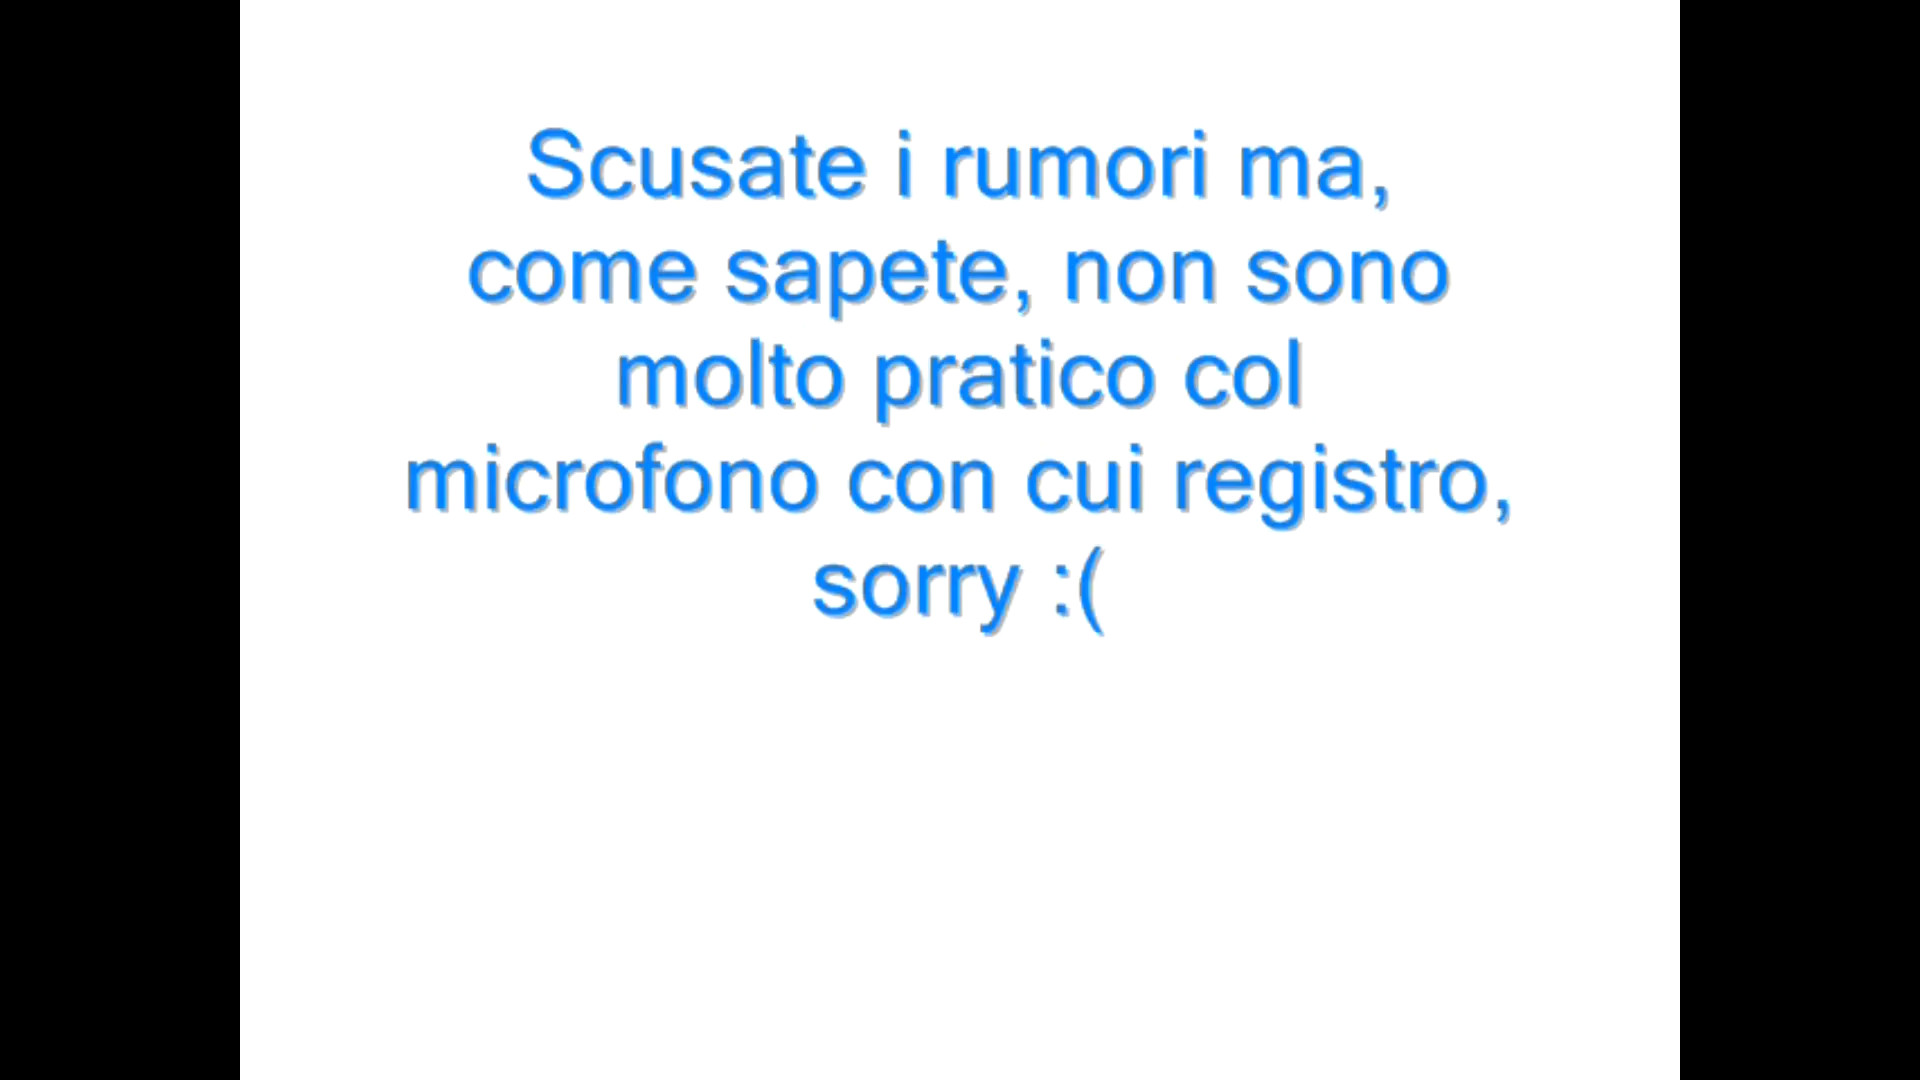 Scusate i rumori ma,
come sapete, non sono
molto pratico col
microfono con cui registro,
sorry :(